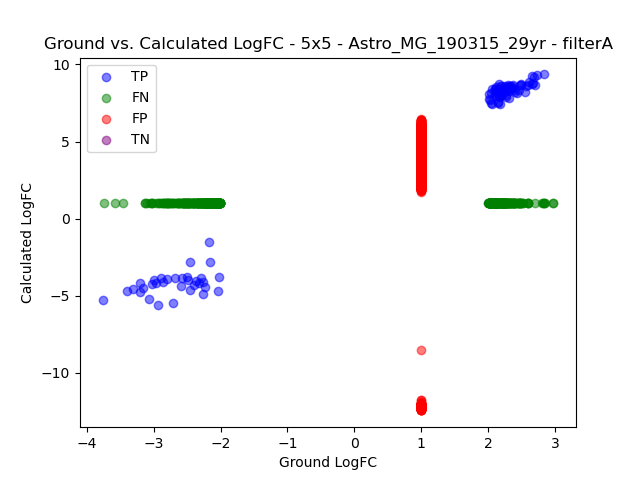 Ground vs. Calculated LogFC - 5x5 - Astro_MG_190315_29yr - filterA
TP
FN
FP
TN
10
5
0
−5
−10
Calculated LogFC
−4 −3 −2 −1 0 1 2 3
Ground LogFC